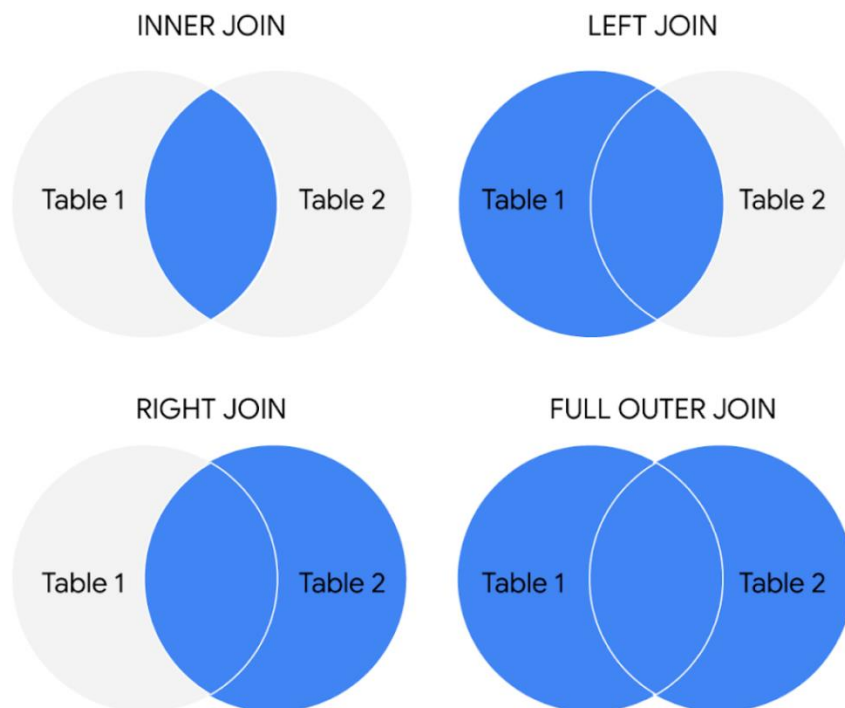 INNER JOIN
LEFT JOIN
Table 1
Table 2
Table 1
Table 2
RIGHT JOIN
FULL OUTER JOIN
Table 1
Table 2
Table 1
Table 2